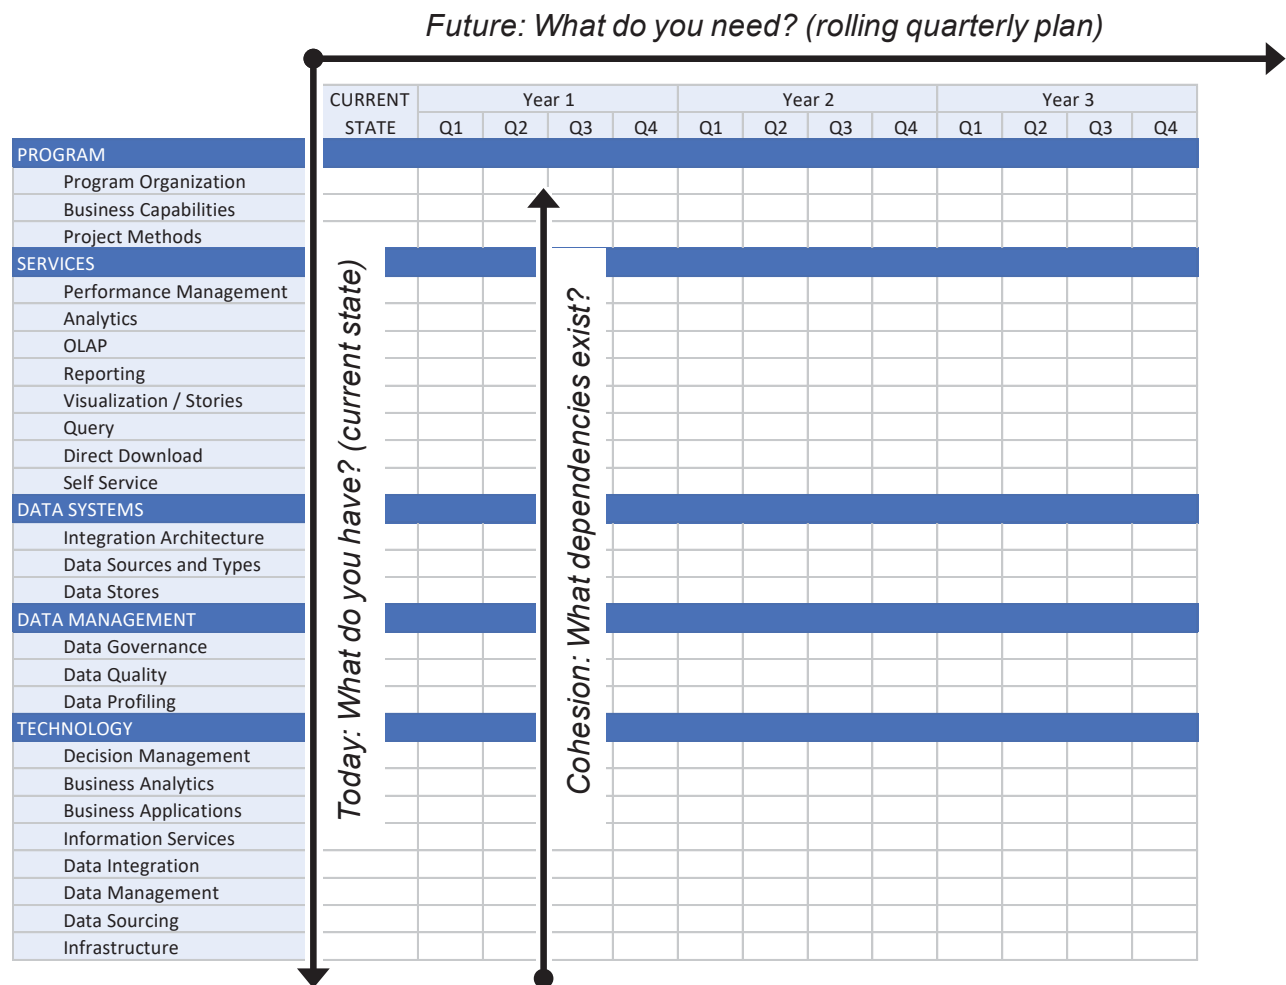 Future: What do you need? (rolling quarterly plan)
CURRENT STATE
Year 1
Year 2
Year 3
Q1 Q2 Q3 Q4 Q1 Q2 Q3 Q4 Q1 Q2 Q3 Q4
PROGRAM
Program Organization
Business Capabilities
Project Methods
SERVICES
Performance Management
Analytics
OLAP
Reporting
Visualization / Stories
Query
Direct Download
Self Service
DATA SYSTEMS
Integration Architecture
Data Sources and Types
Data Stores
DATA MANAGEMENT
Data Governance
Data Quality
Data Profiling
TECHNOLOGY
Decision Management
Business Analytics
Business Applications
Information Services
Data Integration
Data Management
Data Sourcing
Infrastructure
Today: What do you have? (current state)
Cohesion: What dependencies exist?